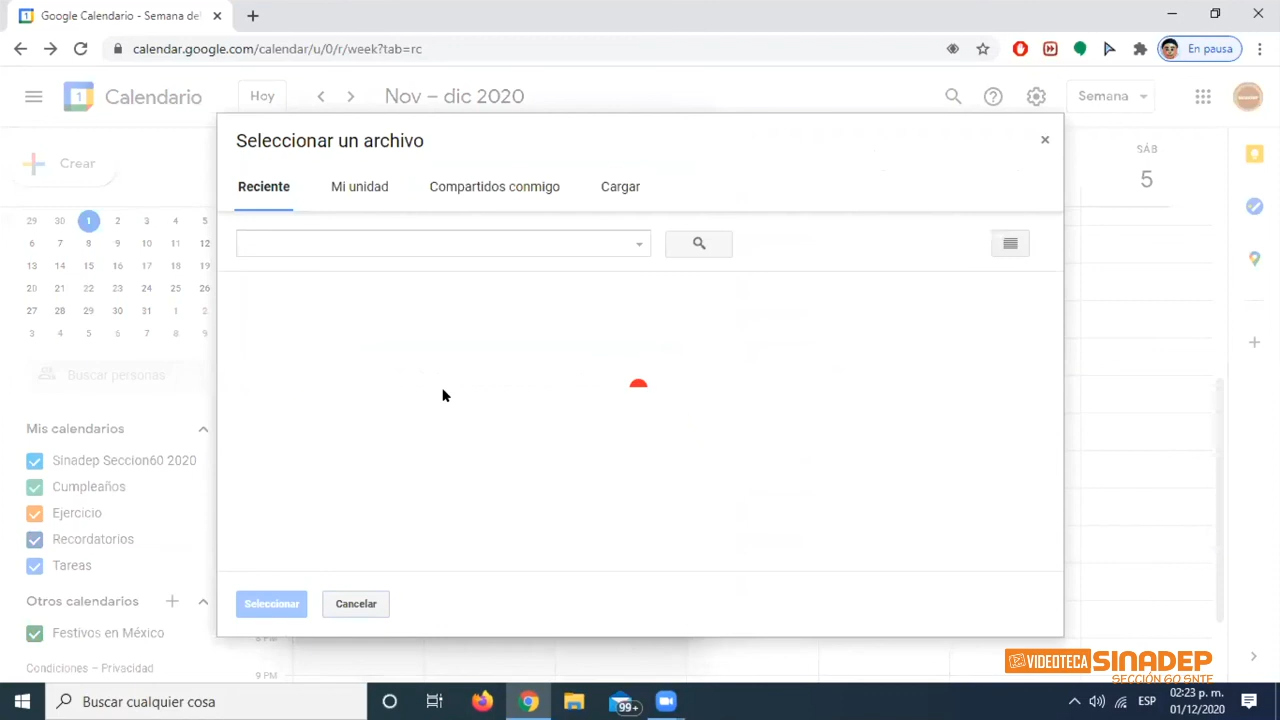 Google Calendario - Semana de
calendar.google.com/calendar/u/0/r/week?tab=rc
En pausa
1
Calendario
Hoy
Nov – dic 2020
Semana
Seleccionar un archivo
Crear
SÁB
5
Reciente
Mi unidad
Compartidos conmigo
Cargar
29 30 1 2 3 4 5
6 7 8 9 10 11 12
13 14 15 16 17 18 19
20 21 22 23 24 25 26
27 28 29 30 31 1 2
3 4 5 6 7 8 9
Buscar personas
Mis calendarios
Sinadep Seccion60 2020
Cumpleaños
Ejercicio
Recordatorios
Tareas
Otros calendarios
Festivos en México
Condiciones – Privacidad
Seleccionar
Cancelar
8 PM
9 PM
VIDEOTECA SINADEP
SECCIÓN 60 SNTE
Buscar cualquier cosa
99+
ESP
02:23 p. m.
01/12/2020